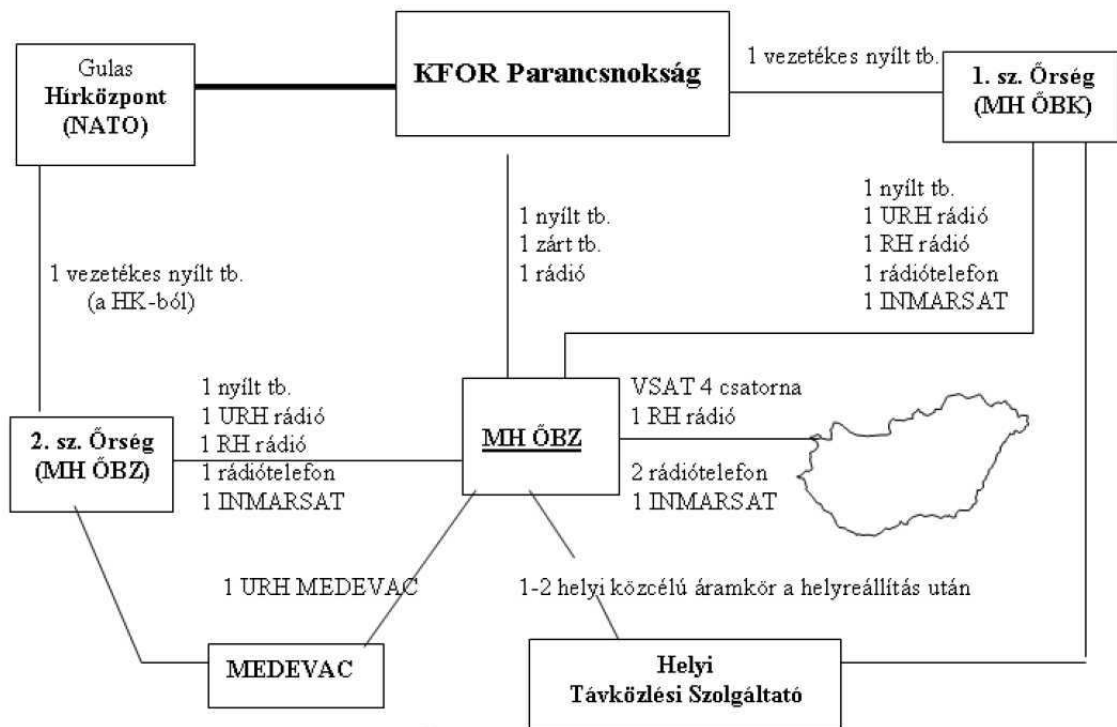 Gulas
Hírközpont
(NATO)
KFOR Parancsnokság
1 vezetékes nyílt tb.
1. sz. Őrség
(MH ŐBK)
1 vezetékes nyílt tb.
(a HK-ból)
1 nyílt tb.
1 zárt tb.
1 rádió
1 nyílt tb.
1 URH rádió
1 RH rádió
1 rádiótelefon
1 INMARSAT
2. sz. Őrség
(MH ŐBZ)
1 nyílt tb.
1 URH rádió
1 RH rádió
1 rádiótelefon
1 INMARSAT
MH ŐBZ
VSAT 4 csatorna
1 RH rádió
2 rádiótelefon
1 INMARSAT
1 URH MEDEVAC
1-2 helyi közcélú áramkör a helyreállítás után
MEDEVAC
Helyi
Távközlési Szolgáltató